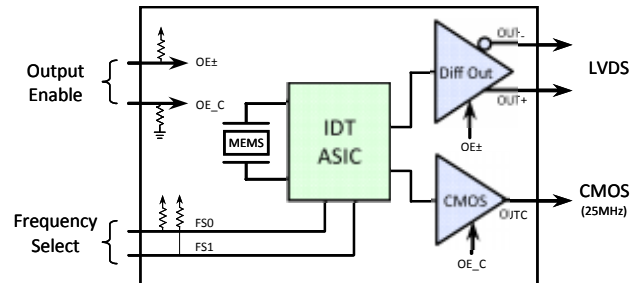 Output
Enable
OE±
OE_C
MEMS
IDT
ASIC
Diff Out
OUT-
OUT+
OE±
LVDS
CMOS
OUTC
OE_C
CMOS
(25MHz)
Frequency
Select
FS0
FS1